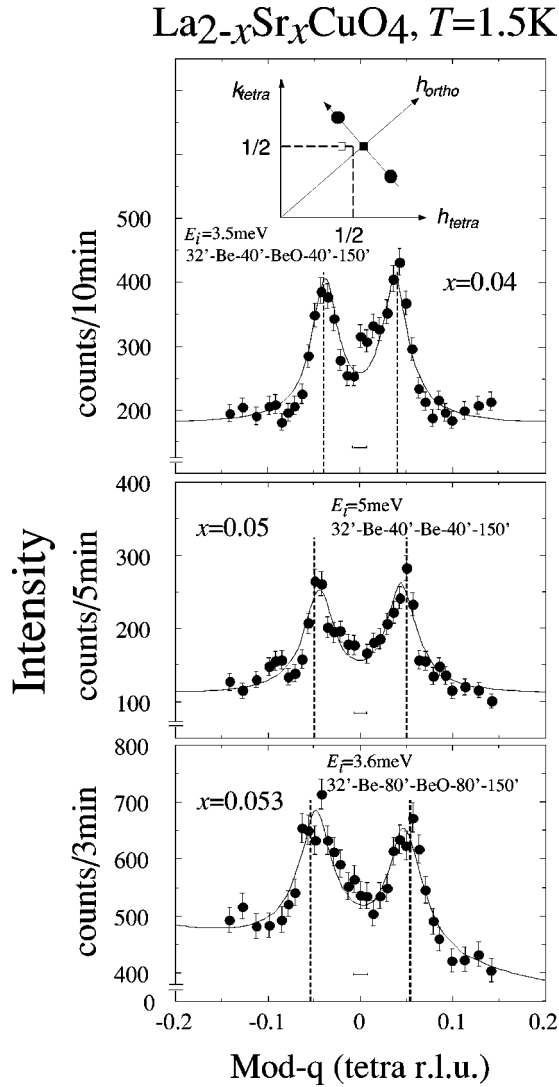 La2-xSrxCuO4, T=1.5K
ktetra
hortho
1/2
1/2
htetra
Ei=3.5meV
32'-Be-40'-BeO-40'-150'
x=0.04
500
400
300
200
100
counts/10min
400
Ei=5meV
32'-Be-40'-Be-40'-150'
x=0.05
300
200
100
counts/5min
Intensity
800
Ei=3.6meV
32'-Be-80'-BeO-80'-150'
x=0.053
700
600
500
400
0
counts/3min
-0.2 -0.1 0 0.1 0.2
Mod-q (tetra r.l.u.)